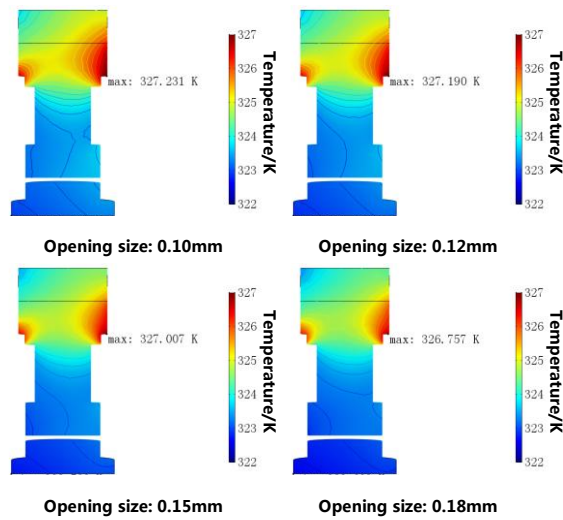 327
326
325
324
323
322
Temperature/K
max: 327.231 K
Opening size: 0.10mm
327
326
325
324
323
322
Temperature/K
max: 327.190 K
Opening size: 0.12mm
327
326
325
324
323
322
Temperature/K
max: 327.007 K
Opening size: 0.15mm
327
326
325
324
323
322
Temperature/K
max: 326.757 K
Opening size: 0.18mm